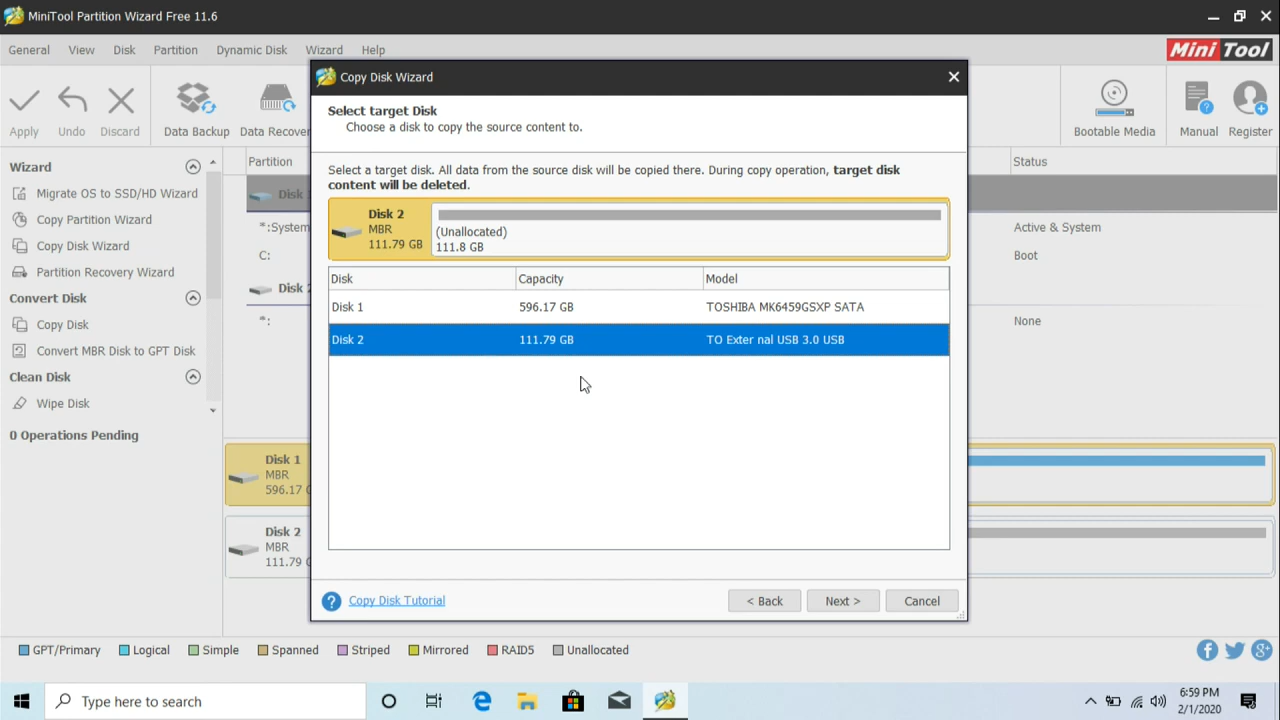 MiniTool Partition Wizard Free 11.6
General View Disk Partition Dynamic Disk Wizard Help
Mini Tool
Copy Disk Wizard
Apply Undo Discard Data Backup Data Recover
Bootable Media Manual Register
Select target Disk
Choose a disk to copy the source content to.
Select a target disk. All data from the source disk will be copied there. During copy operation, target disk
content will be deleted.
Disk 2
MBR
111.79 GB
(Unallocated)
111.8 GB
Disk Capacity Model
Disk 1 596.17 GB TOSHIBA MK6459GSXP SATA
Disk 2 111.79 GB TO Exter nal USB 3.0 USB
Copy Disk Tutorial
< Back Next > Cancel
Wizard
Migrate OS to SSD/HD Wizard
Copy Partition Wizard
Copy Disk Wizard
Partition Recovery Wizard
Convert Disk
Copy Disk
Convert MBR Disk to GPT Disk
Clean Disk
Wipe Disk
0 Operations Pending
Partition Status
Disk
*:System Active & System
C: Boot
Disk 2
*: None
Disk 1
MBR
596.17 G
Disk 2
MBR
111.79
GPT/Primary Logical Simple Spanned Striped Mirrored RAID5 Unallocated
Type here to search
6:59 PM
2/1/2020